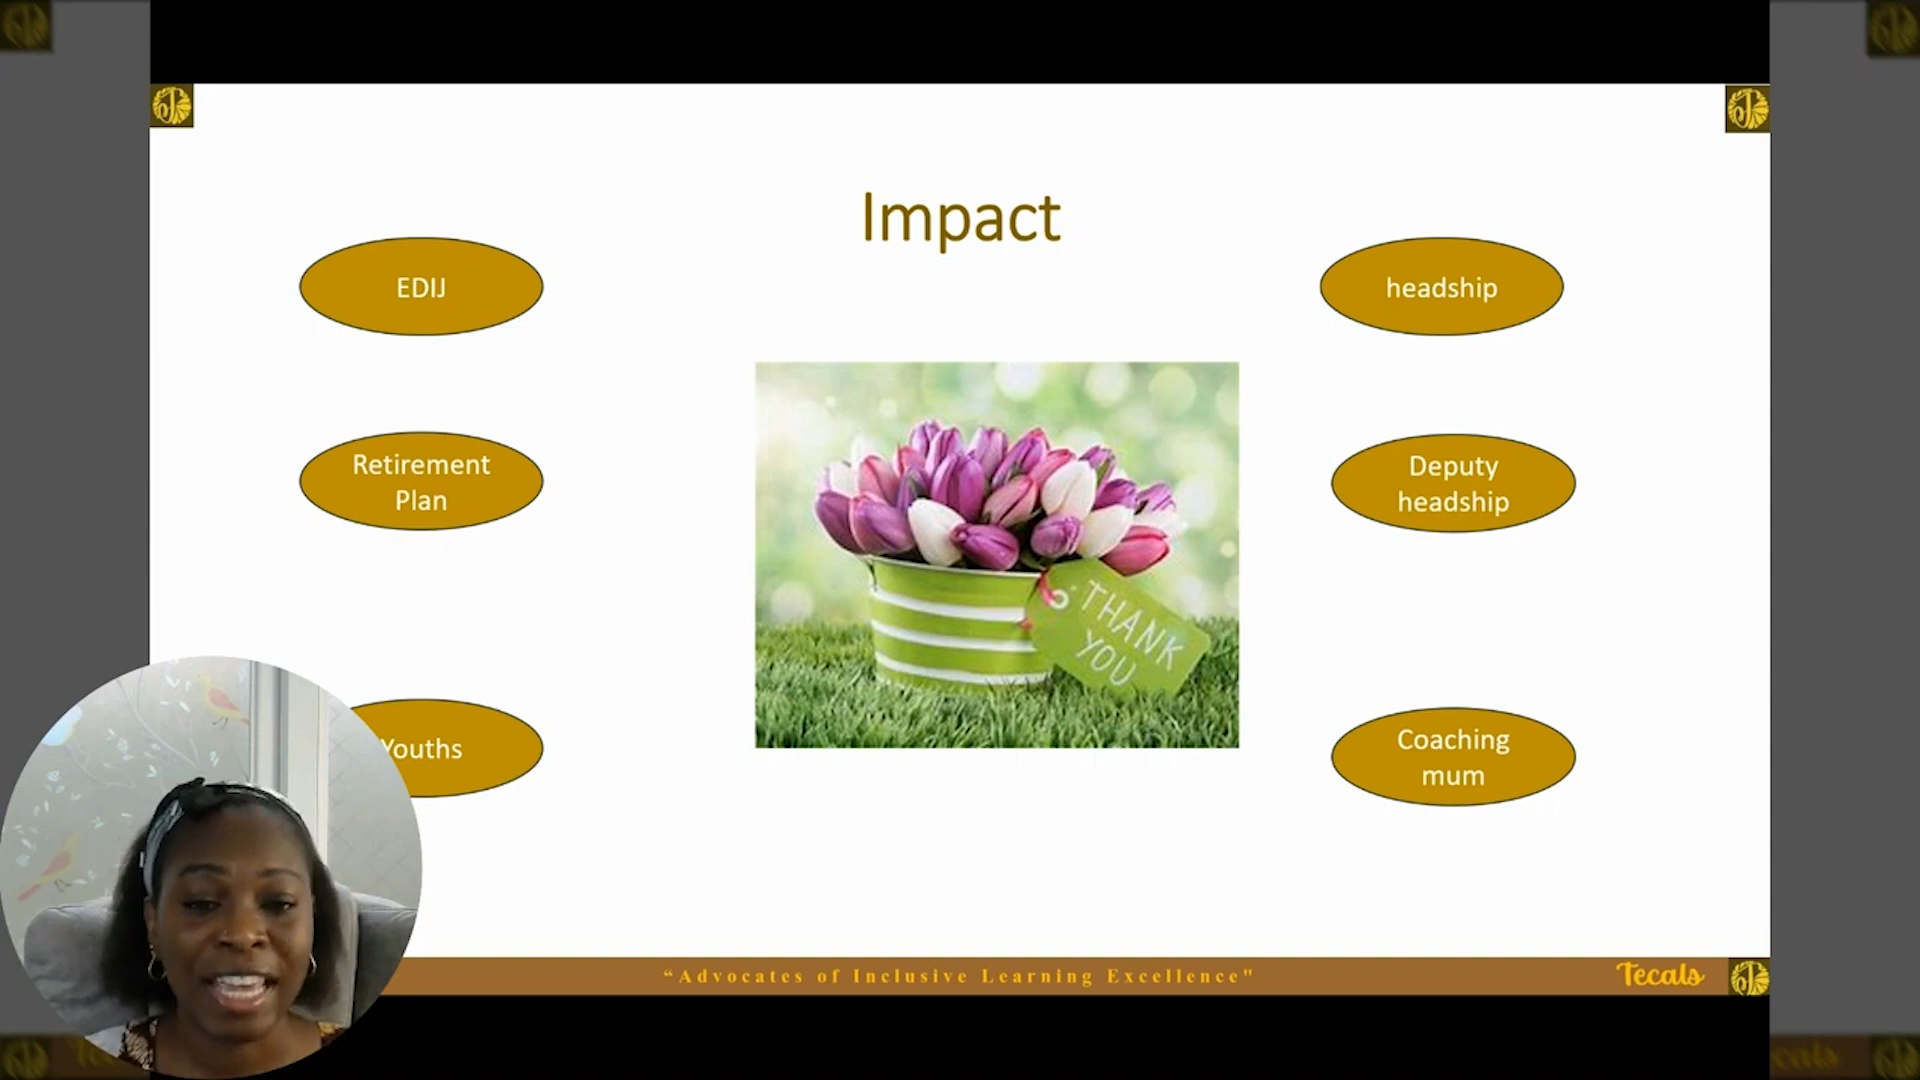 Impact
EDIJ
headship
Retirement
Plan
Deputy
headship
THANK
YOU
Youths
Coaching
mum
“Advocates of Inclusive Learning Excellence"
Tecals